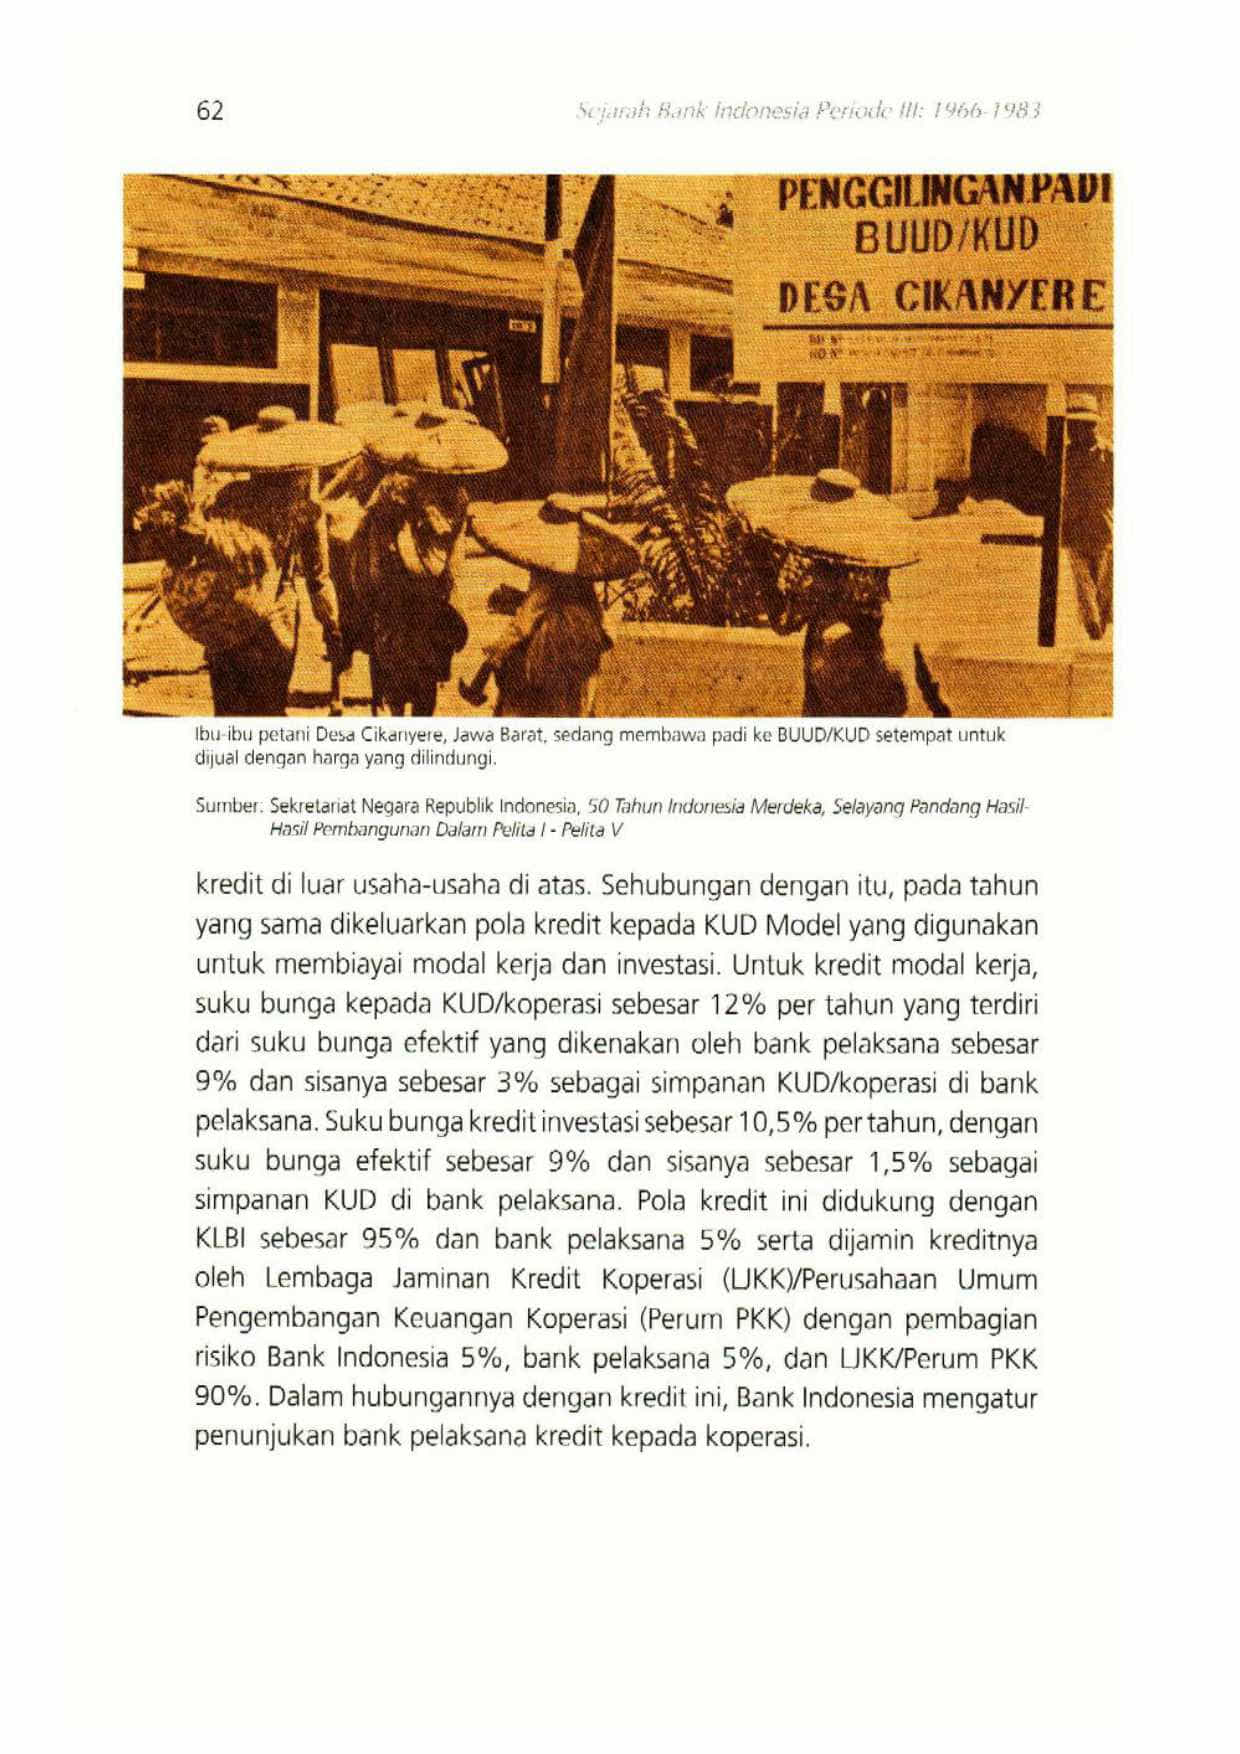 62
Sejarah Bank Indonesia Periode III: 1966-1983
PENGGILINGAN PADI
BUUD/KUD
DESA CIKANYERE
Ibu-ibu petani Desa Cikanyere, Jawa Barat, sedang membawa padi ke BUUD/KUD setempat untuk
dijual dengan harga yang dilindungi.
Sumber: Sekretariat Negara Republik Indonesia, 50 Tahun Indonesia Merdeka, Selayang Pandang Hasil-
Hasil Pembangunan Dalam Pelita I - Pelita V
kredit di luar usaha-usaha di atas. Sehubungan dengan itu, pada tahun
yang sama dikeluarkan pola kredit kepada KUD Model yang digunakan
untuk membiayai modal kerja dan investasi. Untuk kredit modal kerja,
suku bunga kepada KUD/koperasi sebesar 12% per tahun yang terdiri
dari suku bunga efektif yang dikenakan oleh bank pelaksana sebesar
9% dan sisanya sebesar 3% sebagai simpanan KUD/koperasi di bank
pelaksana. Suku bunga kredit investasi sebesar 10,5% per tahun, dengan
suku bunga efektif sebesar 9% dan sisanya sebesar 1,5% sebagai
simpanan KUD di bank pelaksana. Pola kredit ini didukung dengan
KLBI sebesar 95% dan bank pelaksana 5% serta dijamin kreditnya
oleh Lembaga Jaminan Kredit Koperasi (LJKK)/Perusahaan Umum
Pengembangan Keuangan Koperasi (Perum PKK) dengan pembagian
risiko Bank Indonesia 5%, bank pelaksana 5%, dan LJKK/Perum PKK
90%. Dalam hubungannya dengan kredit ini, Bank Indonesia mengatur
penunjukan bank pelaksana kredit kepada koperasi.